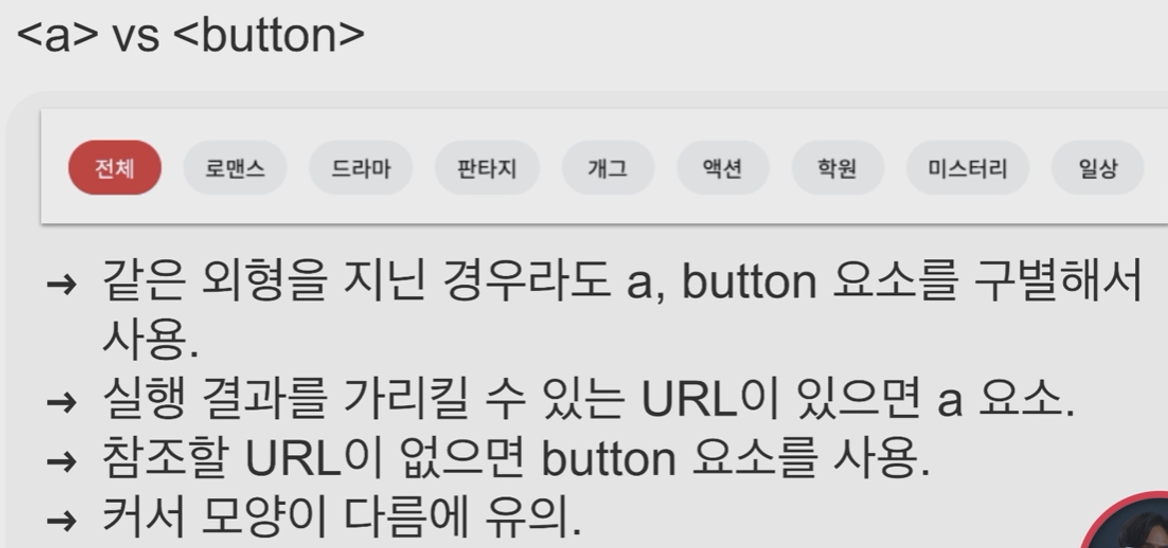 <a> vs <button>
전체 로맨스 드라마 판타지 개그 액션 학원 미스터리 일상
→ 같은 외형을 지닌 경우라도 a, button 요소를 구별해서
사용.
→ 실행 결과를 가리킬 수 있는 URL이 있으면 a 요소.
→ 참조할 URL이 없으면 button 요소를 사용.
→ 커서 모양이 다름에 유의.